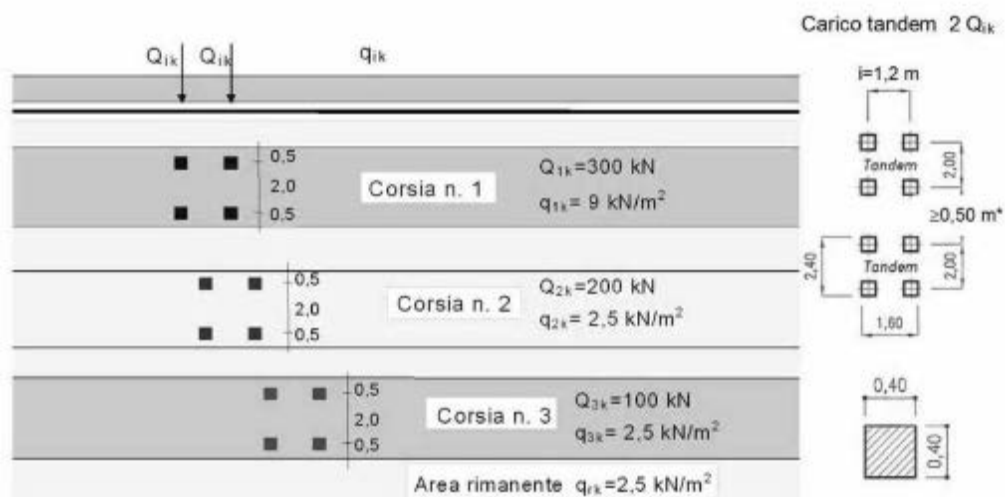 Carico tandem 2 Qik
Qik Qik qik
i=1,2 m
0,5
2,0
0,5
Corsia n. 1
Q1k=300 kN
q1k= 9 kN/m²
Tandem
2,00
≥0,50 m*
0,5
2,0
0,5
Corsia n. 2
Q2k=200 kN
q2k= 2,5 kN/m²
2,40
Tandem
2,00
1,60
0,5
2,0
0,5
Corsia n. 3
Q3k=100 kN
q3k= 2,5 kN/m²
0,40
0,40
Area rimanente qrk=2,5 kN/m²